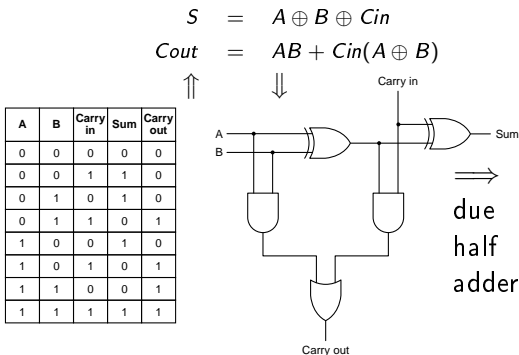 S = A ⊕ B ⊕ Cin
Cout = AB + Cin(A ⊕ B)
⇑ ⇓
A B Carry in Sum Carry out
0 0 0 0 0
0 0 1 1 0
0 1 0 1 0
0 1 1 0 1
1 0 0 1 0
1 0 1 0 1
1 1 0 0 1
1 1 1 1 1
Carry in
A
B
Sum
Carry out
⟹
due
half
adder